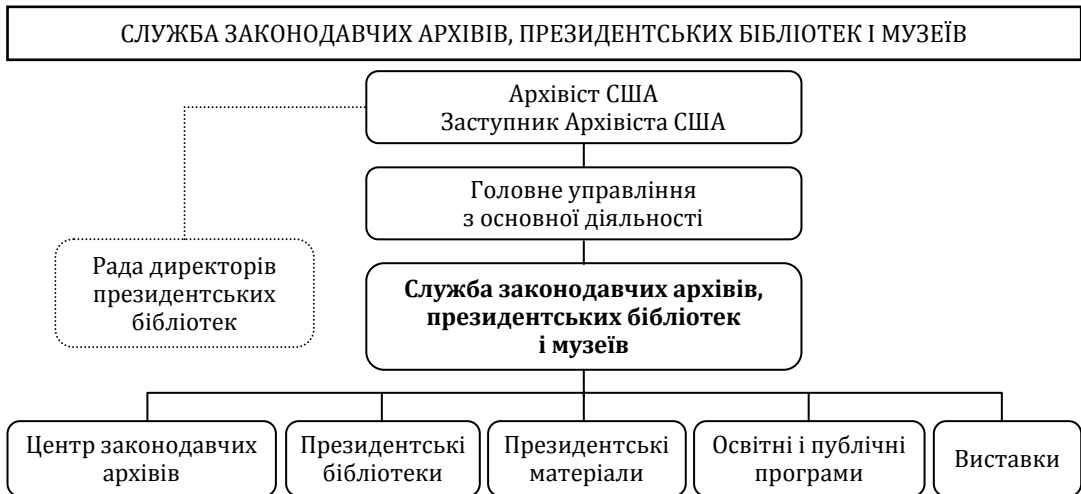 СЛУЖБА ЗАКОНОДАВЧИХ АРХІВІВ, ПРЕЗИДЕНТСЬКИХ БІБЛІОТЕК І МУЗЕЇВ
Архівіст США
Заступник Архівіста США
Головне управління
з основної діяльності
Рада директорів
президентських
бібліотек
Служба законодавчих архівів,
президентських бібліотек
і музеїв
Центр законодавчих
архівів
Президентські
бібліотеки
Президентські
матеріали
Освітні і публічні
програми
Виставки